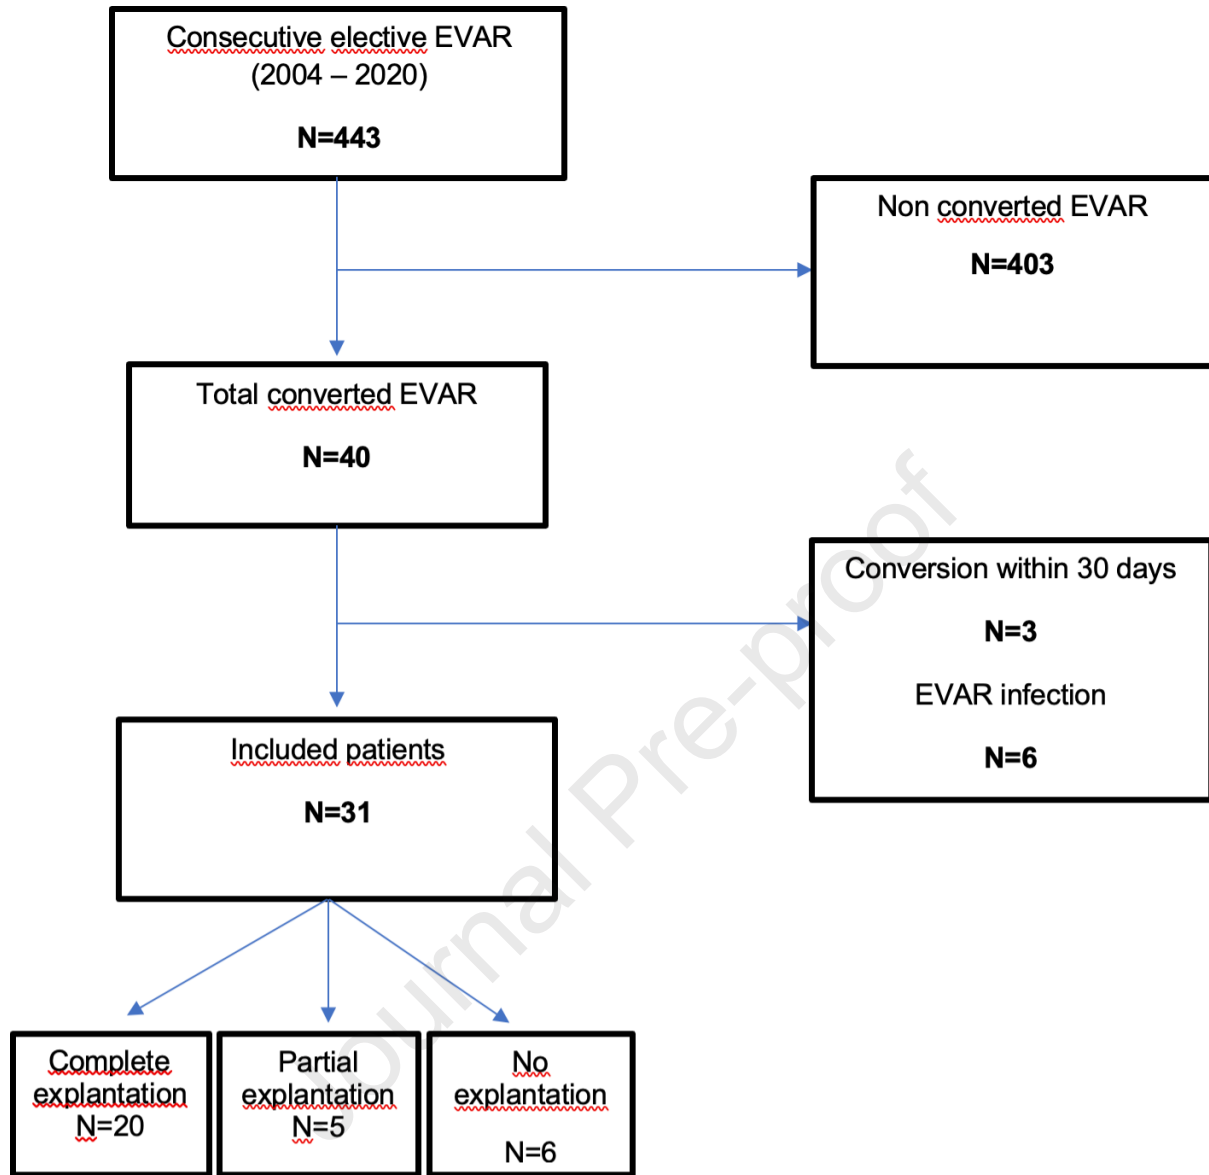 Consecutive elective EVAR
(2004 – 2020)
N=443
Non converted EVAR
N=403
Total converted EVAR
N=40
Conversion within 30 days
N=3
EVAR infection
N=6
Included patients
N=31
Complete
explantation
N=20
Partial
explantation
N=5
No
explantation
N=6
Journal Pre-proof